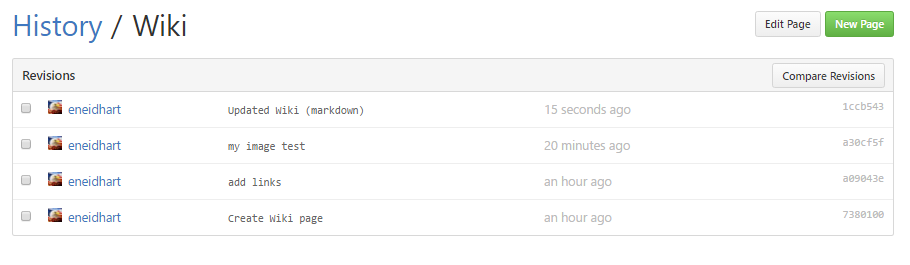 History / Wiki
Edit Page
New Page
Revisions
Compare Revisions
eneidhart Updated Wiki (markdown) 15 seconds ago 1ccb543
eneidhart my image test 20 minutes ago a30cf5f
eneidhart add links an hour ago a09043e
eneidhart Create Wiki page an hour ago 7380100